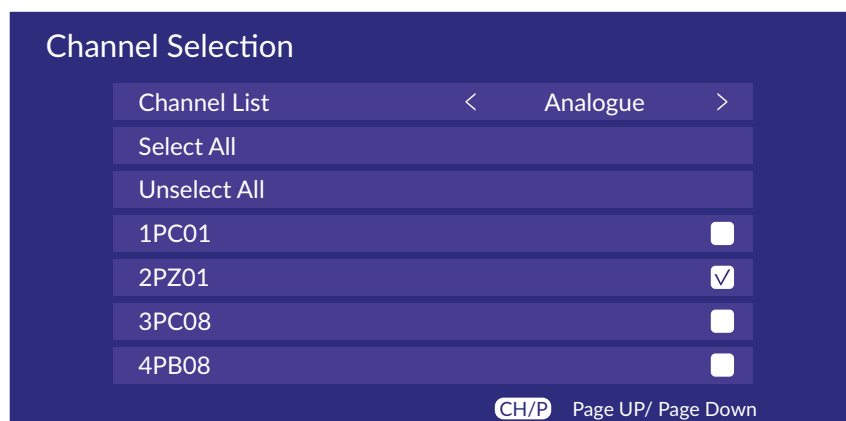 Channel Selection
Channel List < Analogue >
Select All
Unselect All
1PC01
2PZ01
3PC08
4PB08
CH/P Page UP/ Page Down